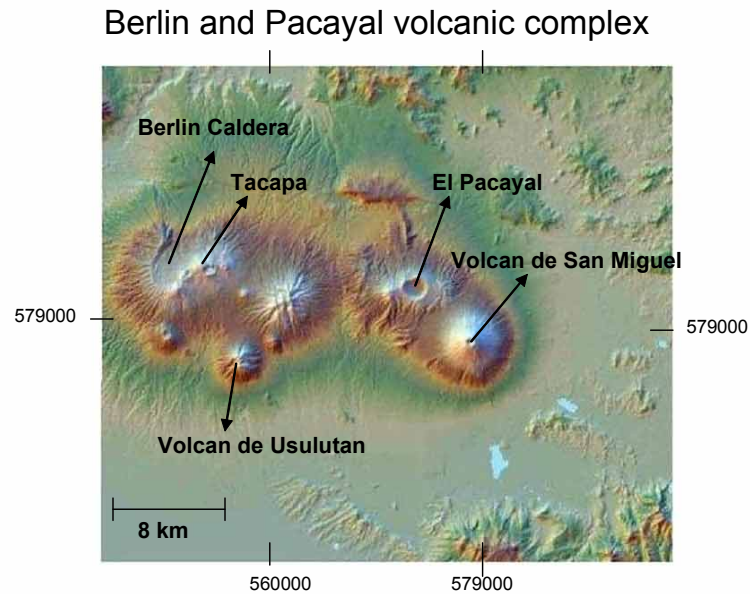 Berlin and Pacayal volcanic complex
Berlin Caldera
Tacapa
El Pacayal
Volcan de San Miguel
579000
579000
Volcan de Usulutan
8 km
560000
579000